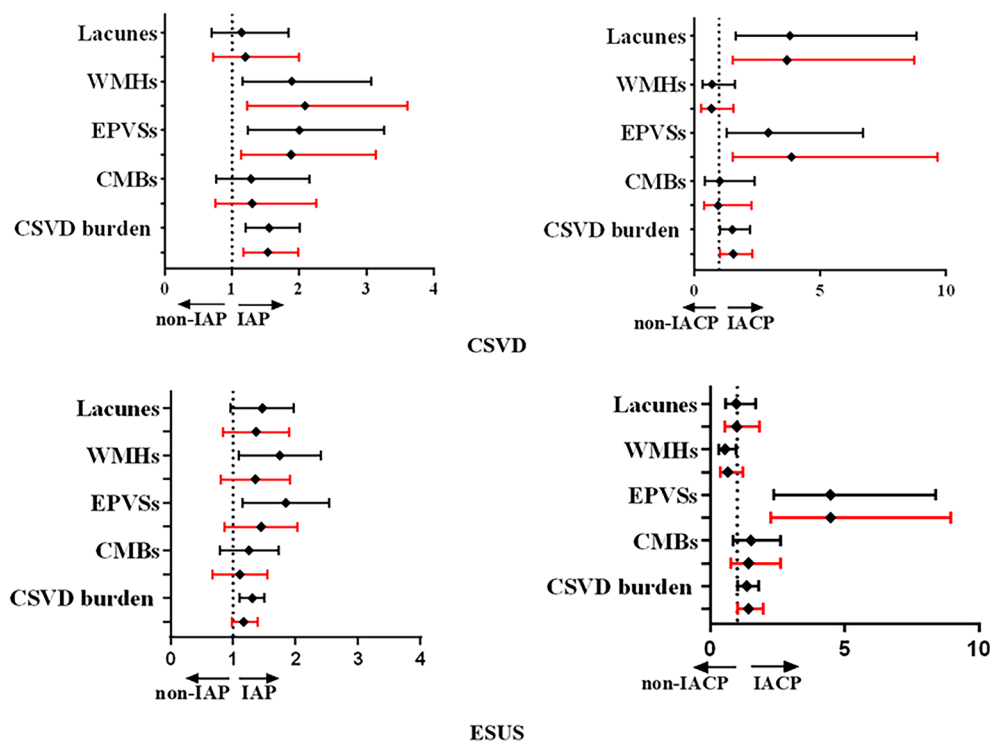 Lacunes
WMHs
EPVSs
CMBs
CSVD burden
0 1 2 3 4
non-IAP IAP
Lacunes
WMHs
EPVSs
CMBs
CSVD burden
0 5 10
non-IACP IACP
CSVD
Lacunes
WMHs
EPVSs
CMBs
CSVD burden
0 1 2 3 4
non-IAP IAP
Lacunes
WMHs
EPVSs
CMBs
CSVD burden
0 5 10
non-IACP IACP
ESUS